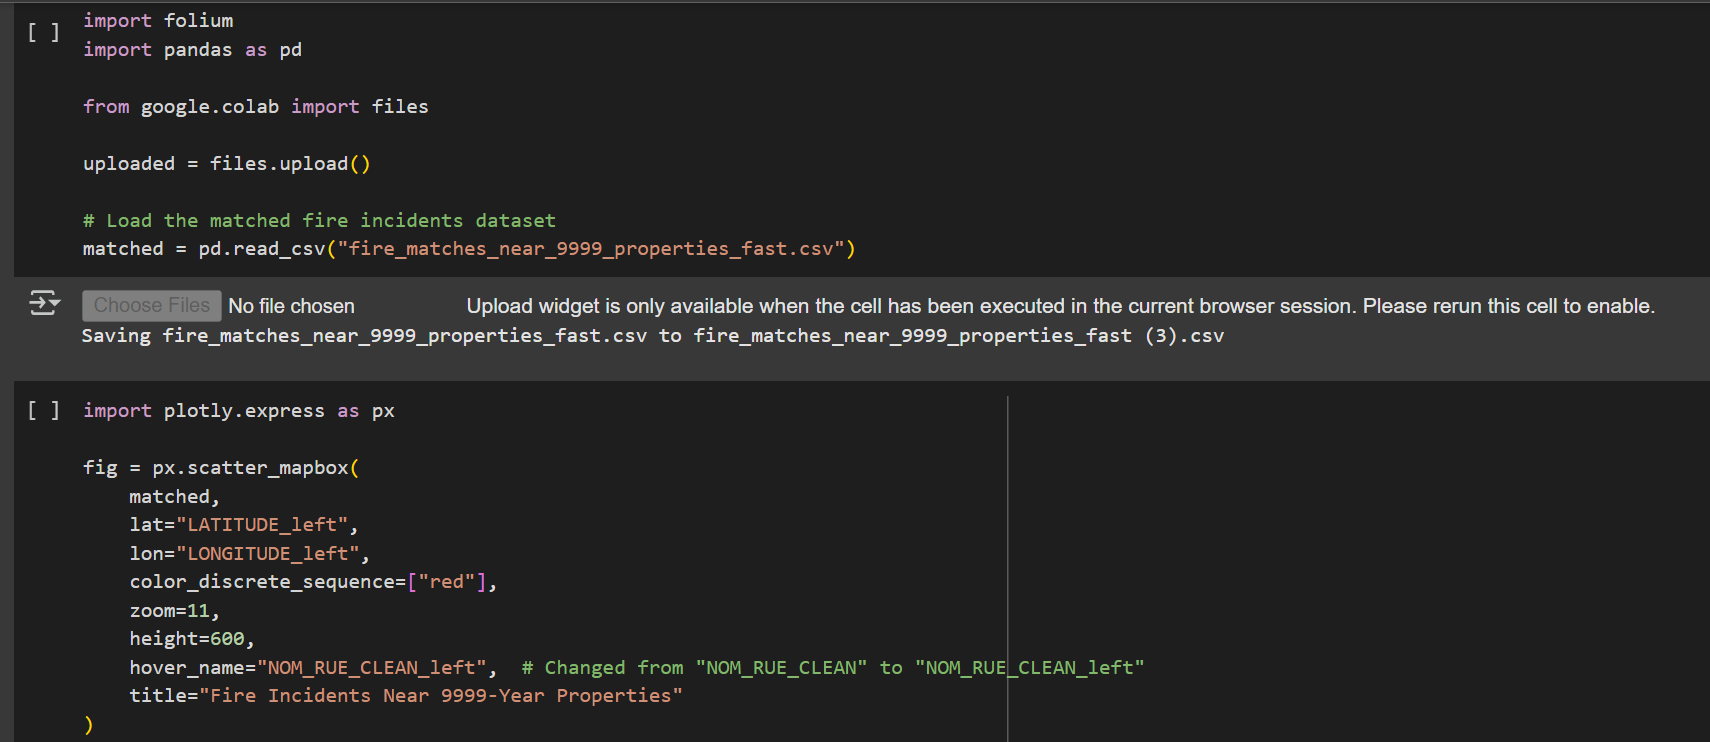 [ ]
import folium
import pandas as pd
from google.colab import files
uploaded = files.upload()
# Load the matched fire incidents dataset
matched = pd.read_csv("fire_matches_near_9999_properties_fast.csv")
Choose Files No file chosen Upload widget is only available when the cell has been executed in the current browser session. Please rerun this cell to enable.
Saving fire_matches_near_9999_properties_fast.csv to fire_matches_near_9999_properties_fast (3).csv
[ ] import plotly.express as px
fig = px.scatter_mapbox(
    matched,
    lat="LATITUDE_left",
    lon="LONGITUDE_left",
    color_discrete_sequence=["red"],
    zoom=11,
    height=600,
    hover_name="NOM_RUE_CLEAN_left",  # Changed from "NOM_RUE_CLEAN" to "NOM_RUE_CLEAN_left"
    title="Fire Incidents Near 9999-Year Properties"
)